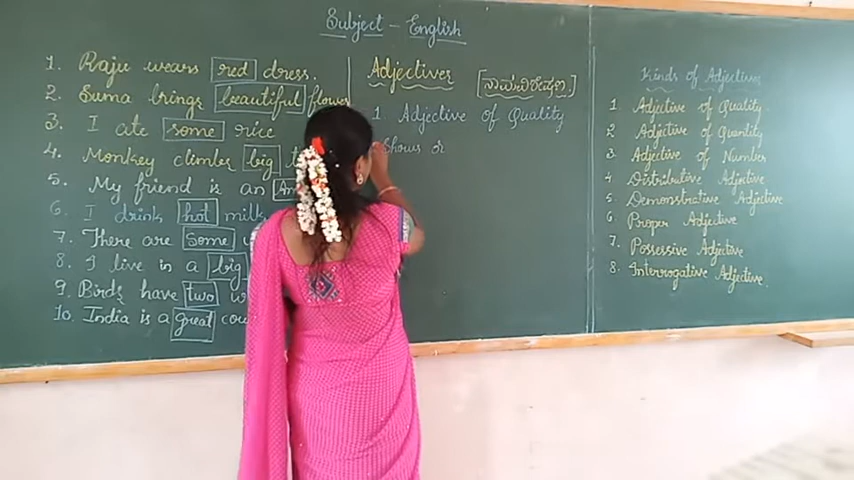 Subject - English
1. Raju wears red dress.
2. Suma brings beautiful flower
3. I ate some rice
4. Monkey climbs big
5. My friend is an
6. I drink hot milk
7. There are some
8. I live in a big
9. Birds have two
10. India is a great
Adjectives [ನಾಮವಿಶೇಷಣ]
1. Adjective of Quality
Shows or
Kinds of Adjectives
1. Adjective of Quality
2. Adjective of Quantity
3. Adjective of Number
4. Distributive Adjective
5. Demonstrative Adjective
6. Proper Adjective
7. Possessive Adjective
8. Interrogative Adjective